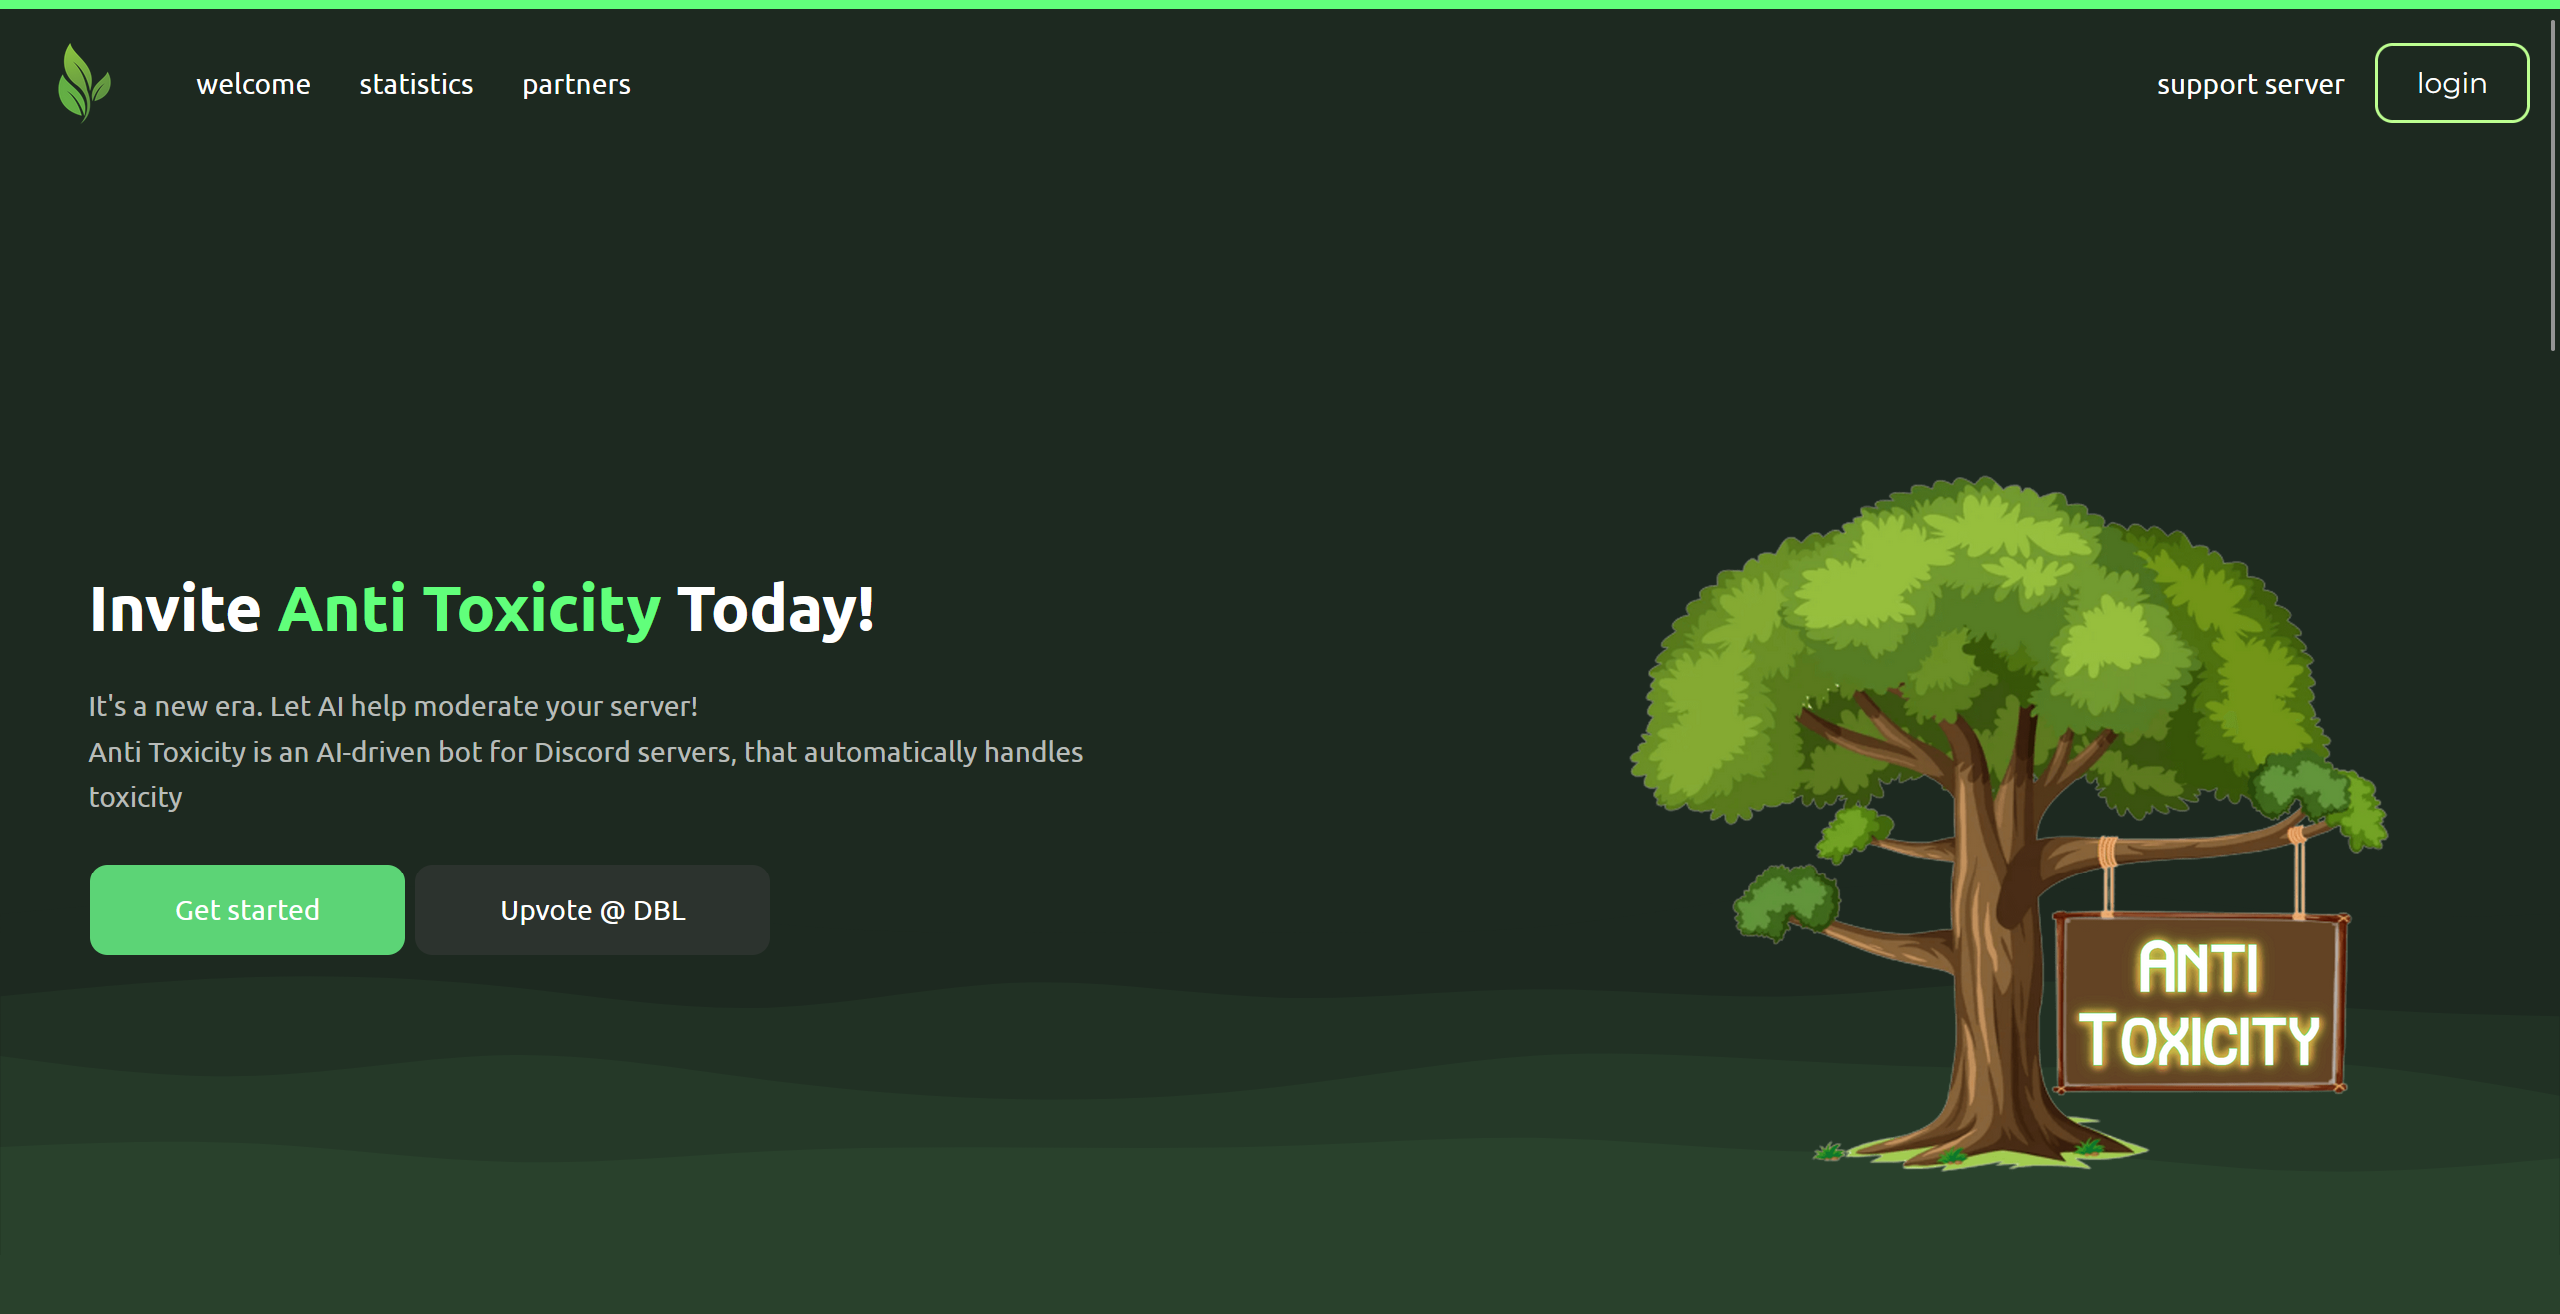 welcome statistics partners support server login
Invite Anti Toxicity Today!
It's a new era. Let AI help moderate your server!
Anti Toxicity is an AI-driven bot for Discord servers, that automatically handles
toxicity
Get started Upvote @ DBL
ANTI
TOXICITY